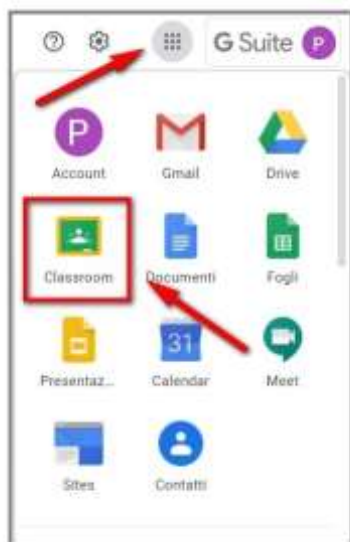 G Suite P
P
Account Gmail Drive
Classroom Documenti Fogli
31
Presentaz... Calendar Meet
Sites Contatti